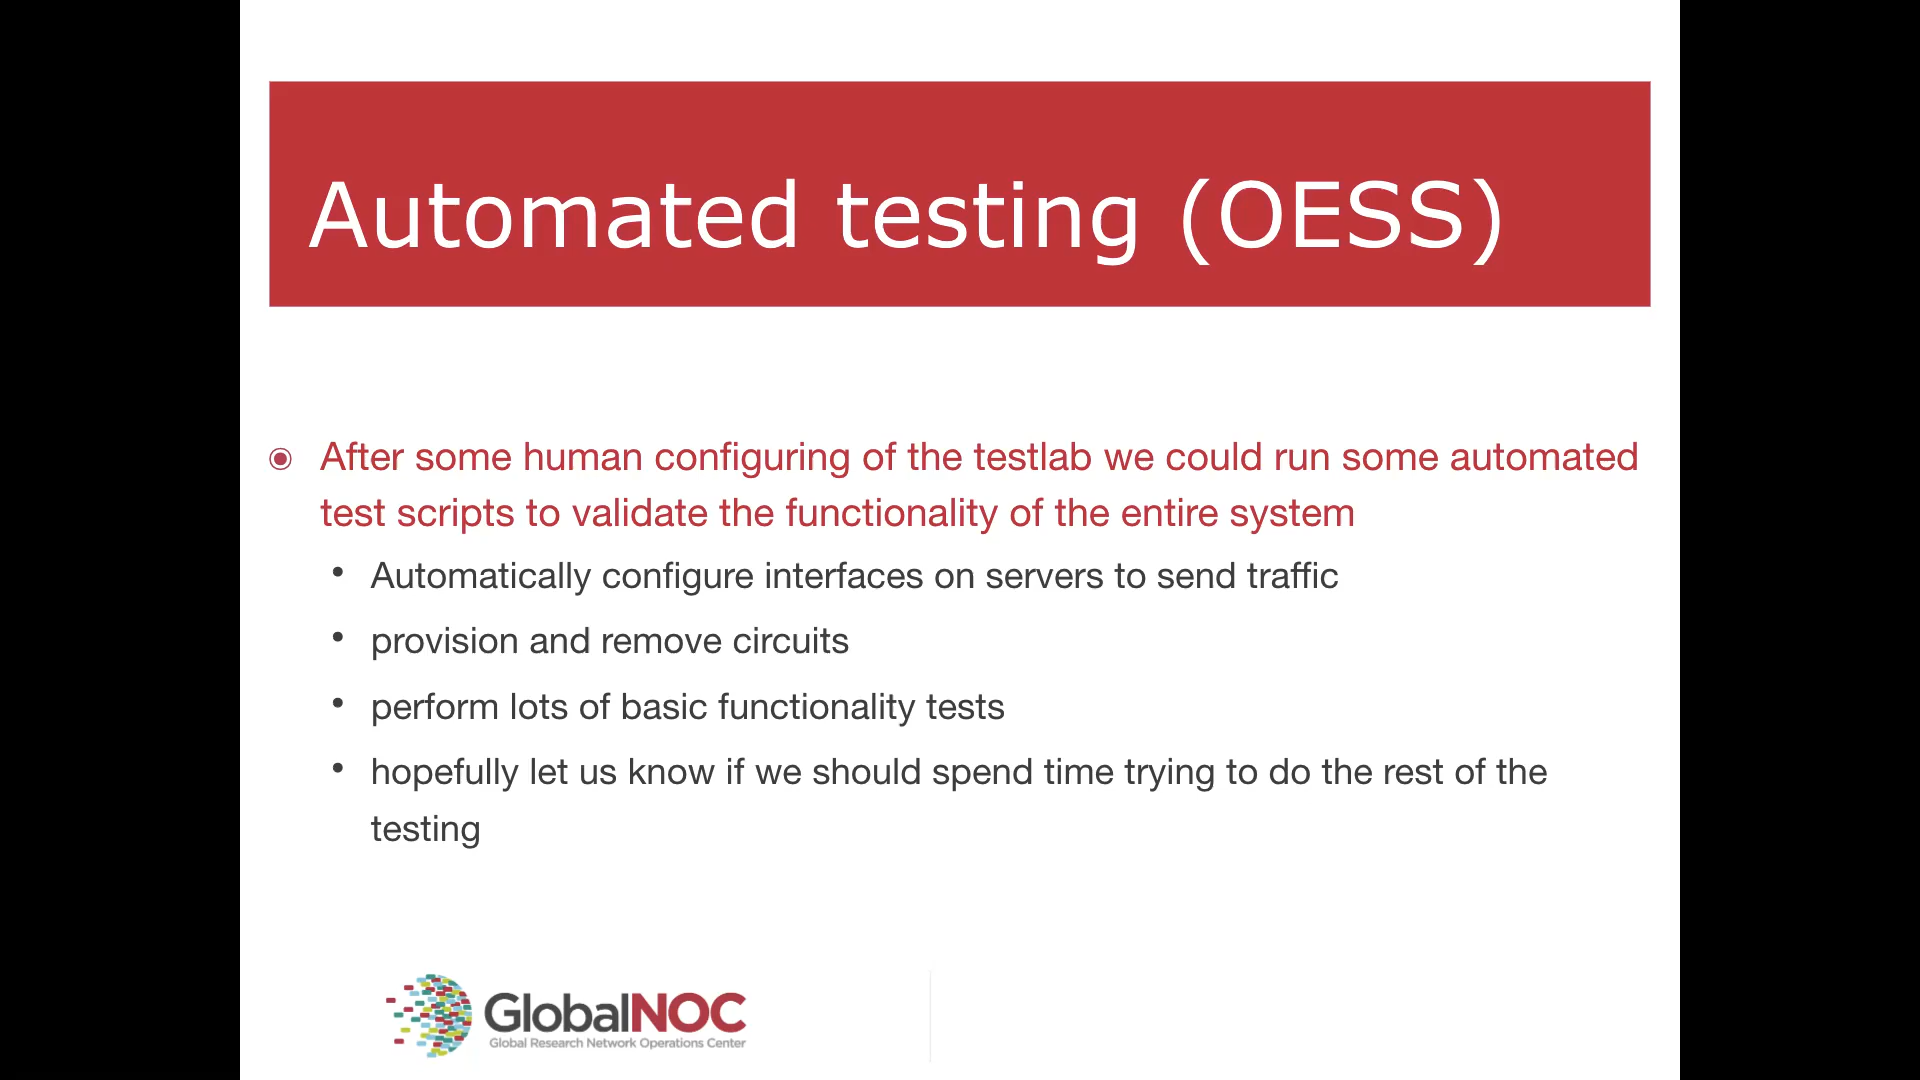 Automated testing (OESS)
After some human configuring of the testlab we could run some automated
test scripts to validate the functionality of the entire system
Automatically configure interfaces on servers to send traffic
provision and remove circuits
perform lots of basic functionality tests
hopefully let us know if we should spend time trying to do the rest of the
testing
GlobalNOC
Global Research Network Operations Center